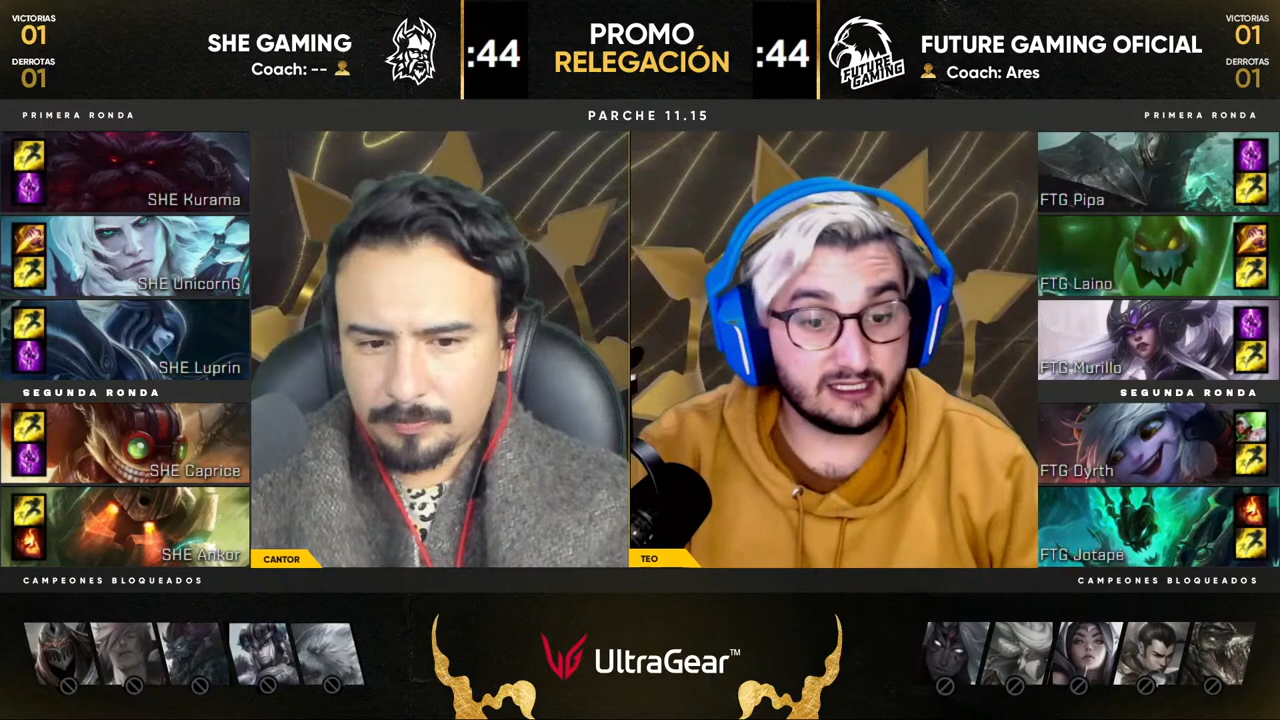 VICTORIAS
01
DERROTAS
01
SHE GAMING
Coach: --
:44
PROMO
RELEGACIÓN
:44
FUTURE GAMING
FUTURE GAMING OFICIAL
Coach: Ares
VICTORIAS
01
DERROTAS
01
PRIMERA RONDA
PARCHE 11.15
PRIMERA RONDA
SHE Kurama
SHE UnicornG
SHE Luprin
SEGUNDA RONDA
SHE Caprice
SHE Ankor
FTG Pipa
FTG Laino
FTG Murillo
SEGUNDA RONDA
FTG Oyrth
FTG Jotape
CANTOR
TEO
CAMPEONES BLOQUEADOS
CAMPEONES BLOQUEADOS
UltraGear™